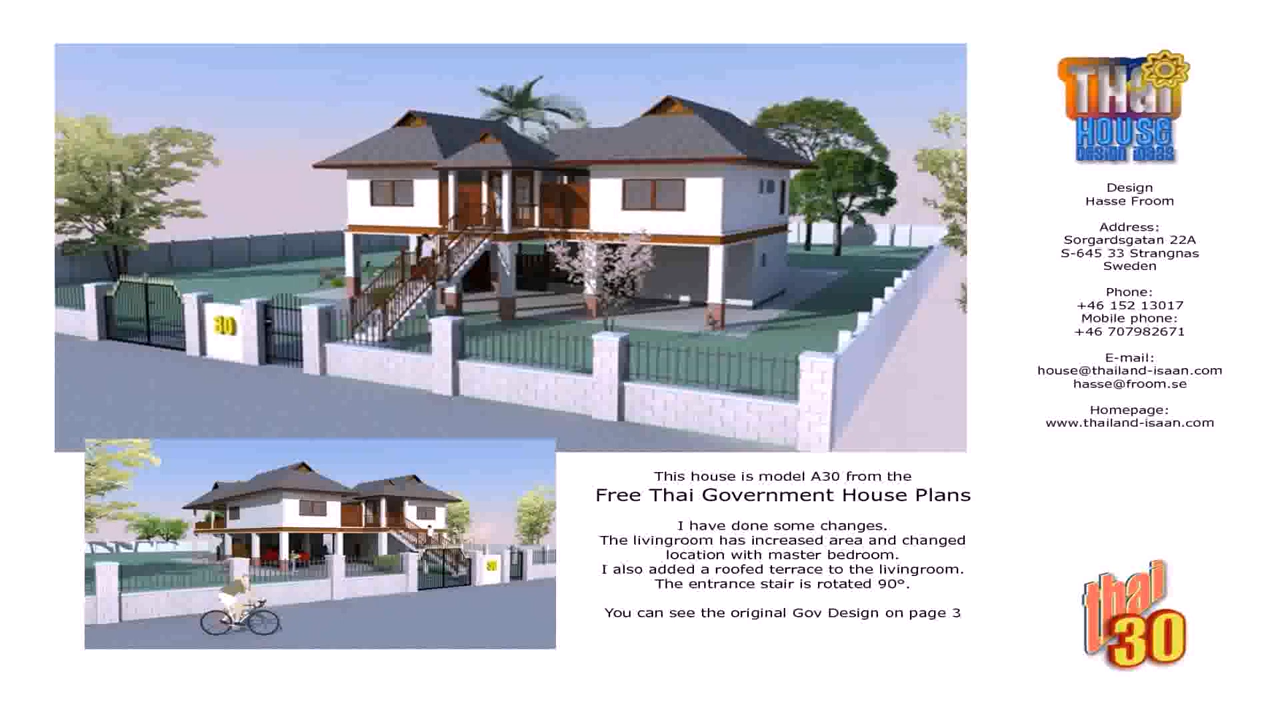 THai
HOUSE
Design ideas
Design
Hasse Froom
Address:
Sorgardsgatan 22A
S-645 33 Strangnas
Sweden
Phone:
+46 152 13017
Mobile phone:
+46 707982671
E-mail:
house@thailand-isaan.com
hasse@froom.se
Homepage:
www.thailand-isaan.com
30
30
This house is model A30 from the
Free Thai Government House Plans
I have done some changes.
The livingroom has increased area and changed
location with master bedroom.
I also added a roofed terrace to the livingroom.
The entrance stair is rotated 90°.
You can see the original Gov Design on page 3
thai
30